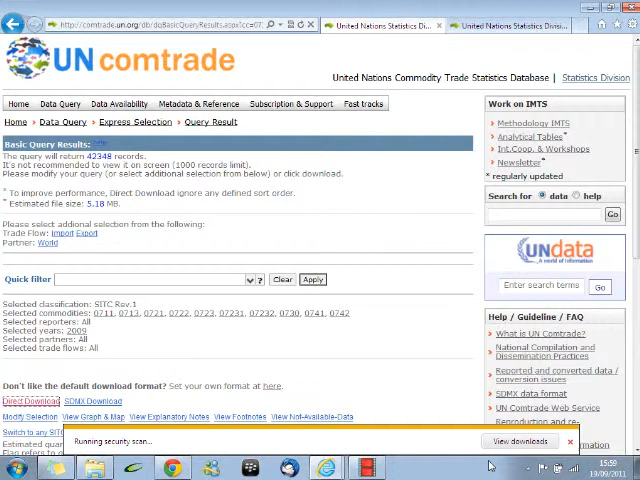 http://comtrade.un.org/db/dqBasicQueryResults.aspx?cc=07
United Nations Statistics Div...
United Nations Statistics Divisi...
UN comtrade
United Nations Commodity Trade Statistics Database | Statistics Division
Home Data Query Data Availability Metadata & Reference Subscription & Support Fast tracks
Home > Data Query > Express Selection > Query Result
Basic Query Results:
The query will return 42348 records.
It's not recommended to view it on screen (1000 records limit).
Please modify your query (or select additional selection from below) or click download.
* To improve performance, Direct Download ignore any defined sort order.
* Estimated file size: 5.18 MB.
Please select addional selection from the following:
Trade Flow: Import Export
Partner: World
Quick filter ? Clear Apply
Selected classification: SITC Rev.1
Selected commodities: 0711, 0713, 0721, 0722, 0723, 07231, 07232, 0730, 0741, 0742
Selected reporters: All
Selected years: 2009
Selected partners: All
Selected trade flows: All
Don't like the default download format? Set your own format at here.
Direct Download SDMX Download
Modify Selection View Graph & Map View Explanatory Notes View Footnotes View Not-Available-Data
Switch to any SITC
Estimated quan
Work on IMTS
Methodology IMTS
Analytical Tables*
Int.Coop. & Workshops
Newsletter*
* regularly updated
Search for data help
Go
UNdata
Enter search terms Go
Help / Guideline / FAQ
What is UN Comtrade?
National Compilation and
Dissemination Practices
Reported and converted data /
conversion issues
SDMX data format
UN Comtrade Web Service
Running security scan... View downloads x
15:59
19/09/2011